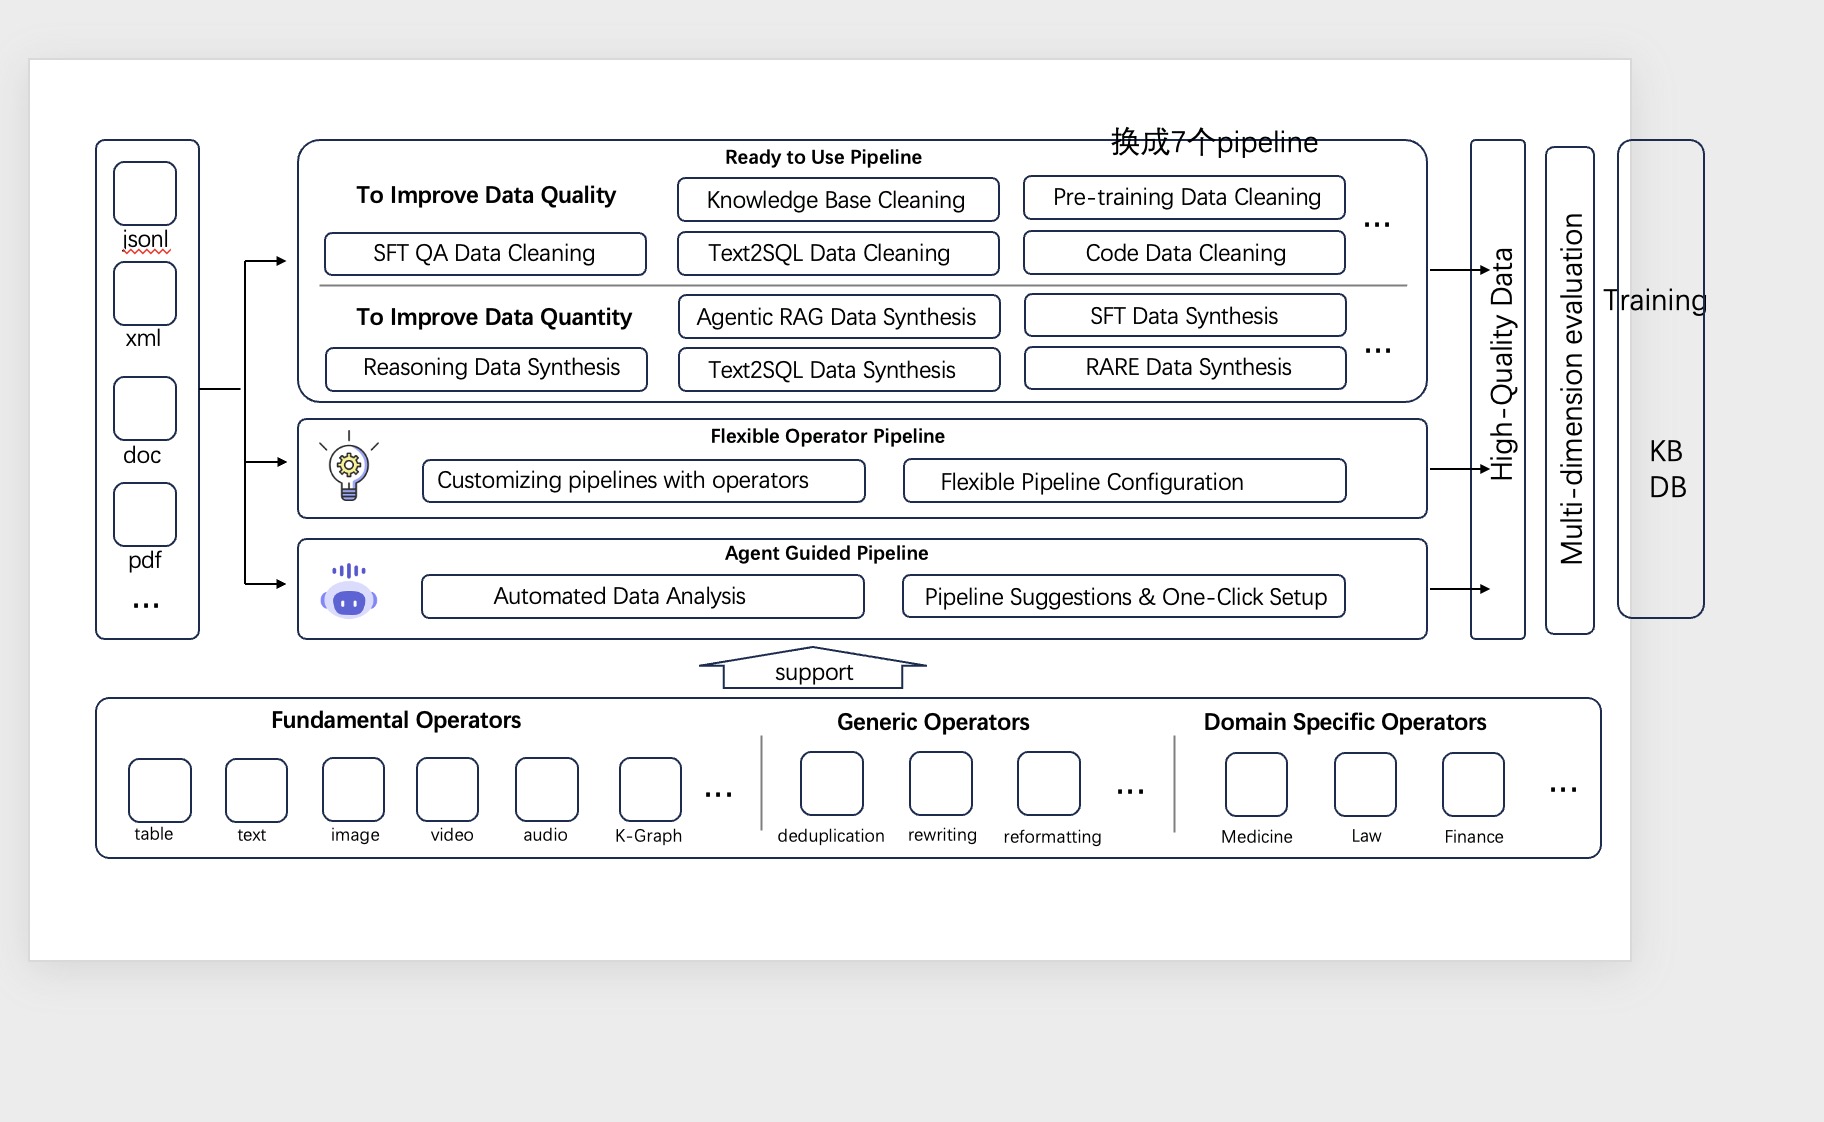 换成7个pipeline
Ready to Use Pipeline
To Improve Data Quality
Knowledge Base Cleaning
Pre-training Data Cleaning
...
SFT QA Data Cleaning
Text2SQL Data Cleaning
Code Data Cleaning
To Improve Data Quantity
Agentic RAG Data Synthesis
SFT Data Synthesis
...
Reasoning Data Synthesis
Text2SQL Data Synthesis
RARE Data Synthesis
jsonl
xml
doc
pdf
...
Flexible Operator Pipeline
Customizing pipelines with operators
Flexible Pipeline Configuration
Agent Guided Pipeline
Automated Data Analysis
Pipeline Suggestions & One-Click Setup
High-Quality Data
Multi-dimension evaluation
Training
KB
DB
support
Fundamental Operators
table
text
image
video
audio
K-Graph
...
Generic Operators
deduplication
rewriting
reformatting
...
Domain Specific Operators
Medicine
Law
Finance
...